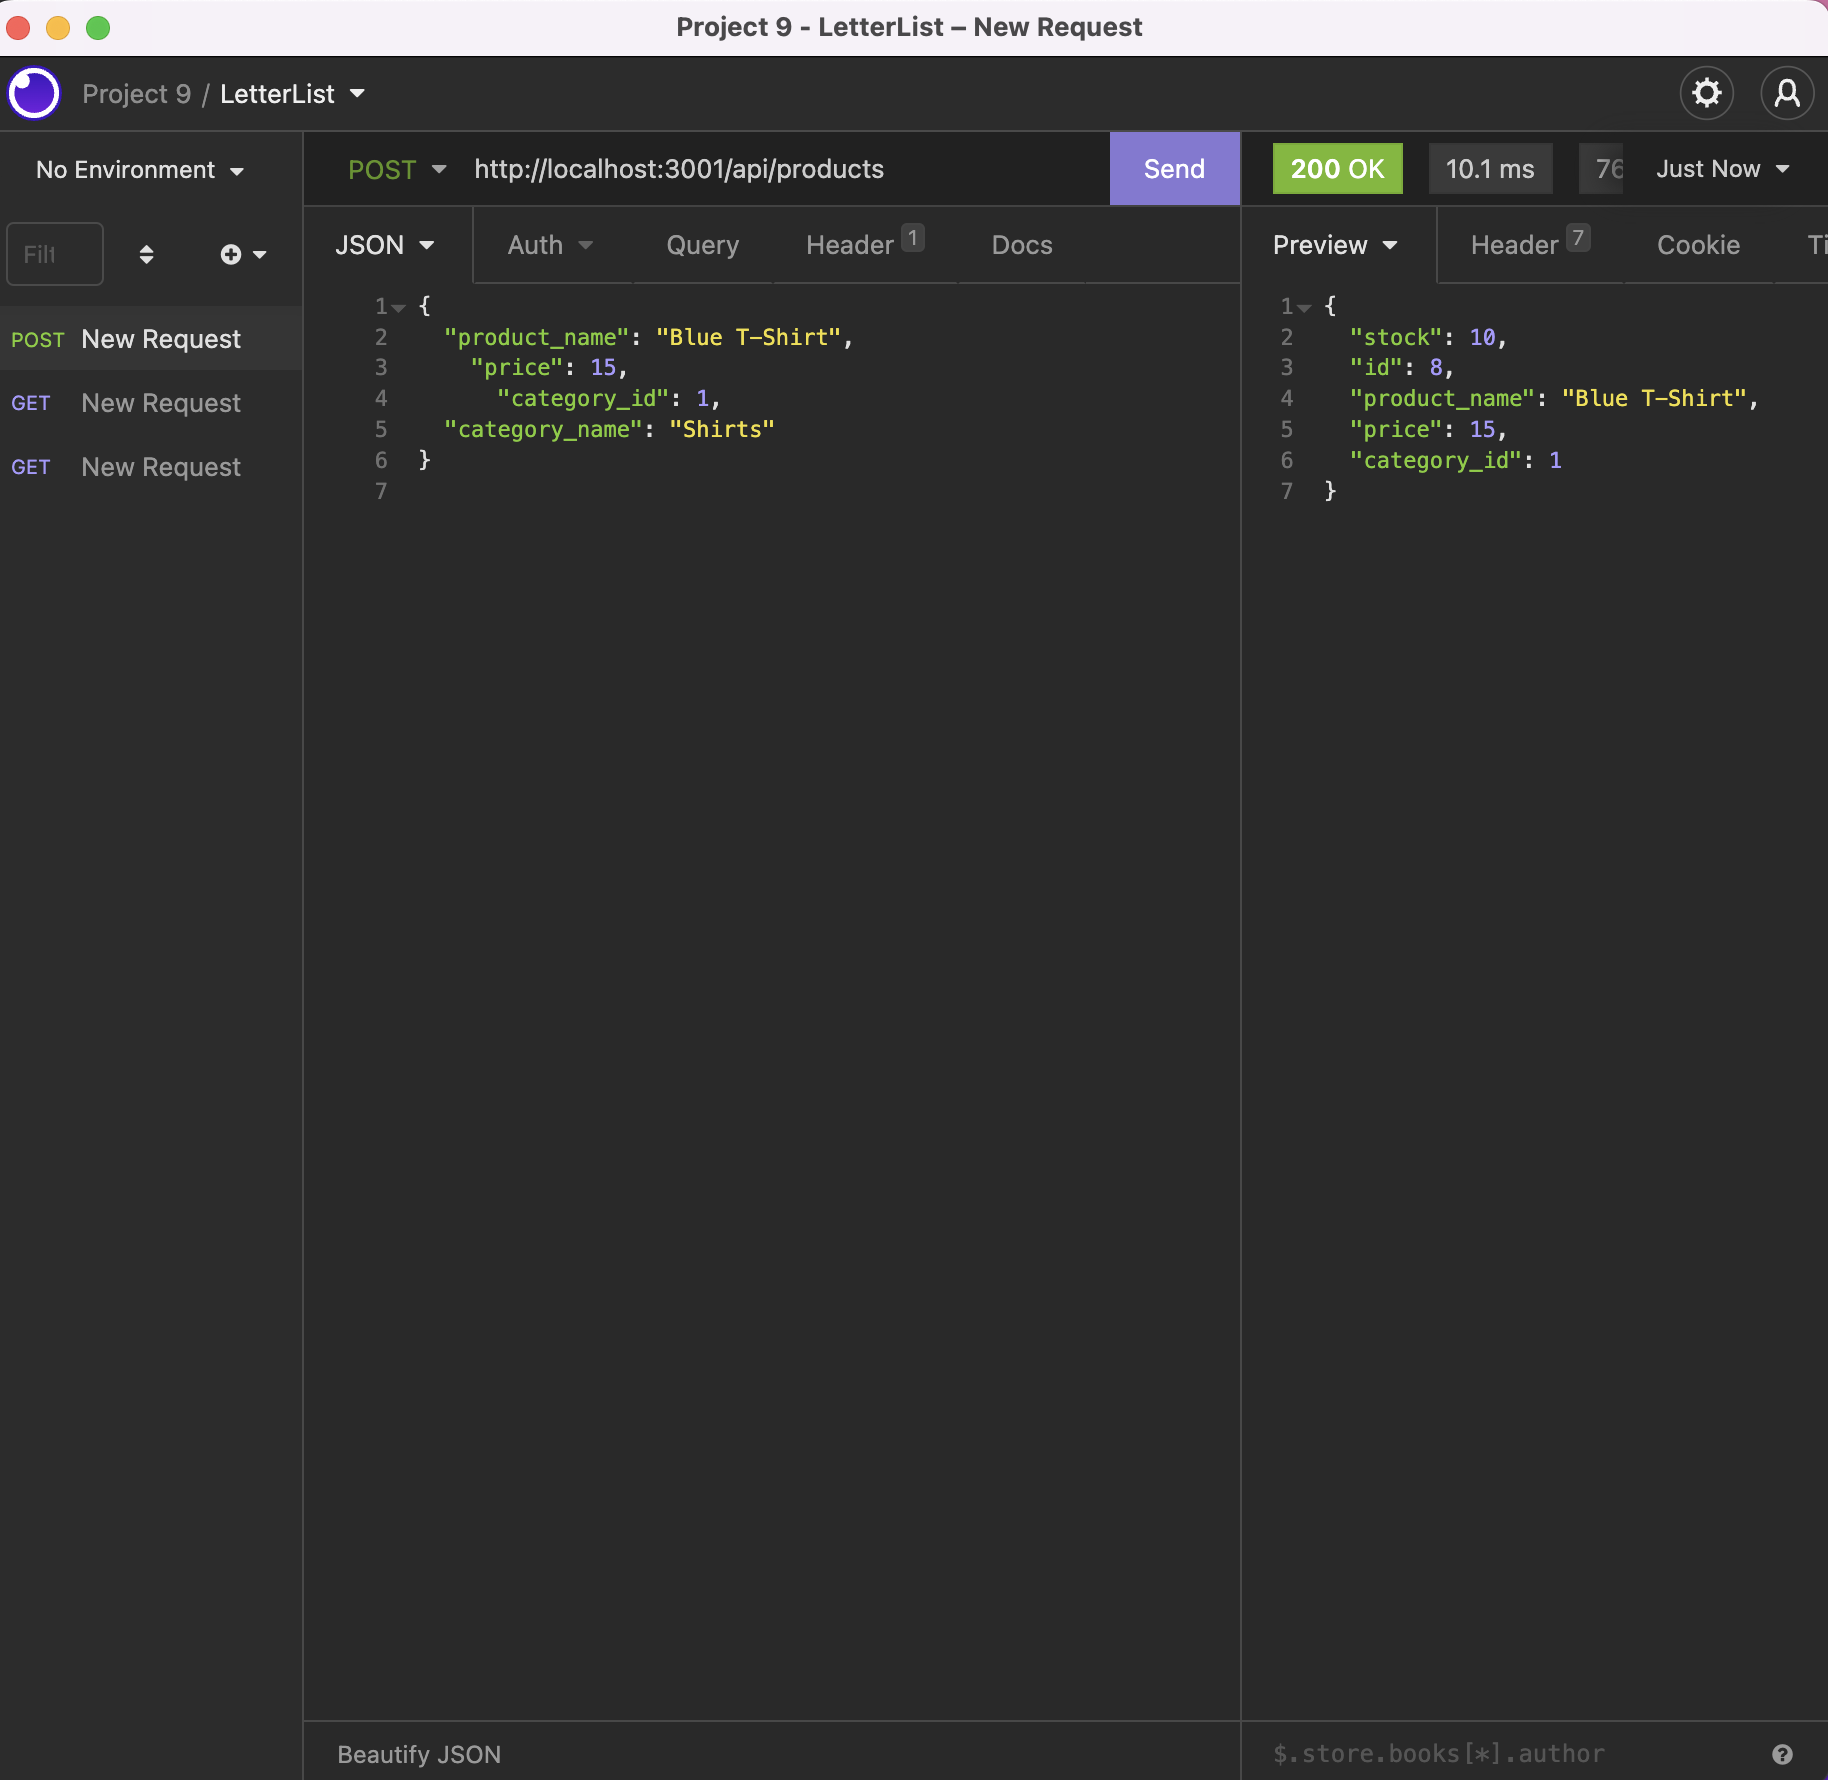 Project 9 - LetterList – New Request
Project 9 / LetterList
No Environment
POST http://localhost:3001/api/products Send
200 OK 10.1 ms 76 Just Now
JSON Auth Query Header 1 Docs
Preview Header 7 Cookie
POST New Request
GET New Request
GET New Request
1 {
2 "product_name": "Blue T-Shirt",
3 "price": 15,
4 "category_id": 1,
5 "category_name": "Shirts"
6 }
7
1 {
2 "stock": 10,
3 "id": 8,
4 "product_name": "Blue T-Shirt",
5 "price": 15,
6 "category_id": 1
7 }
Beautify JSON
$.store.books[*].author